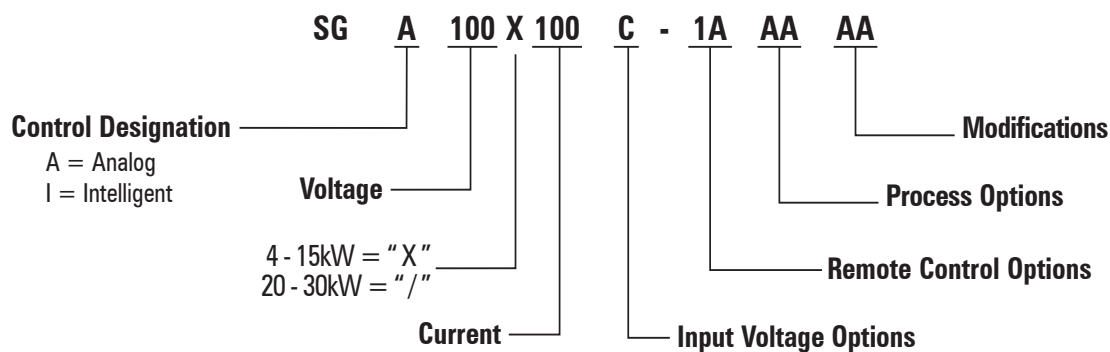 SG A 100 X 100 C - 1A AA AA
Control Designation
A = Analog
I = Intelligent
Voltage
4 - 15kW = “X”
20 - 30kW = “/”
Current
Input Voltage Options
Remote Control Options
Process Options
Modifications